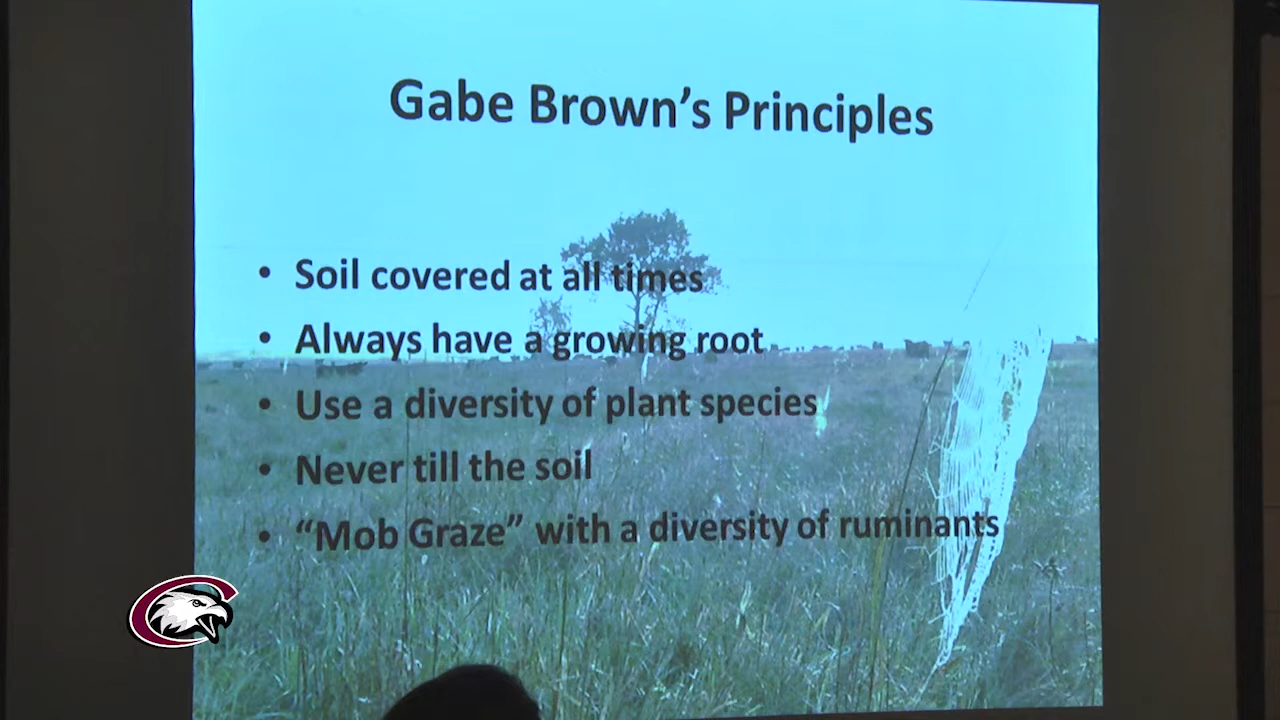 Gabe Brown's Principles
• Soil covered at all times
• Always have a growing root
• Use a diversity of plant species
• Never till the soil
• “Mob Graze” with a diversity of ruminants
C